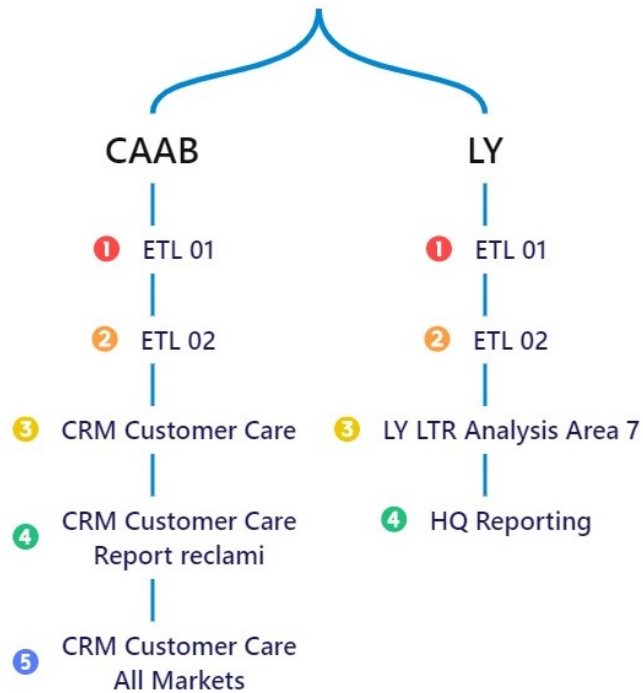 CAAB
1 ETL 01
2 ETL 02
3 CRM Customer Care
4 CRM Customer Care
Report reclami
5 CRM Customer Care
All Markets
LY
1 ETL 01
2 ETL 02
3 LY LTR Analysis Area 7
4 HQ Reporting